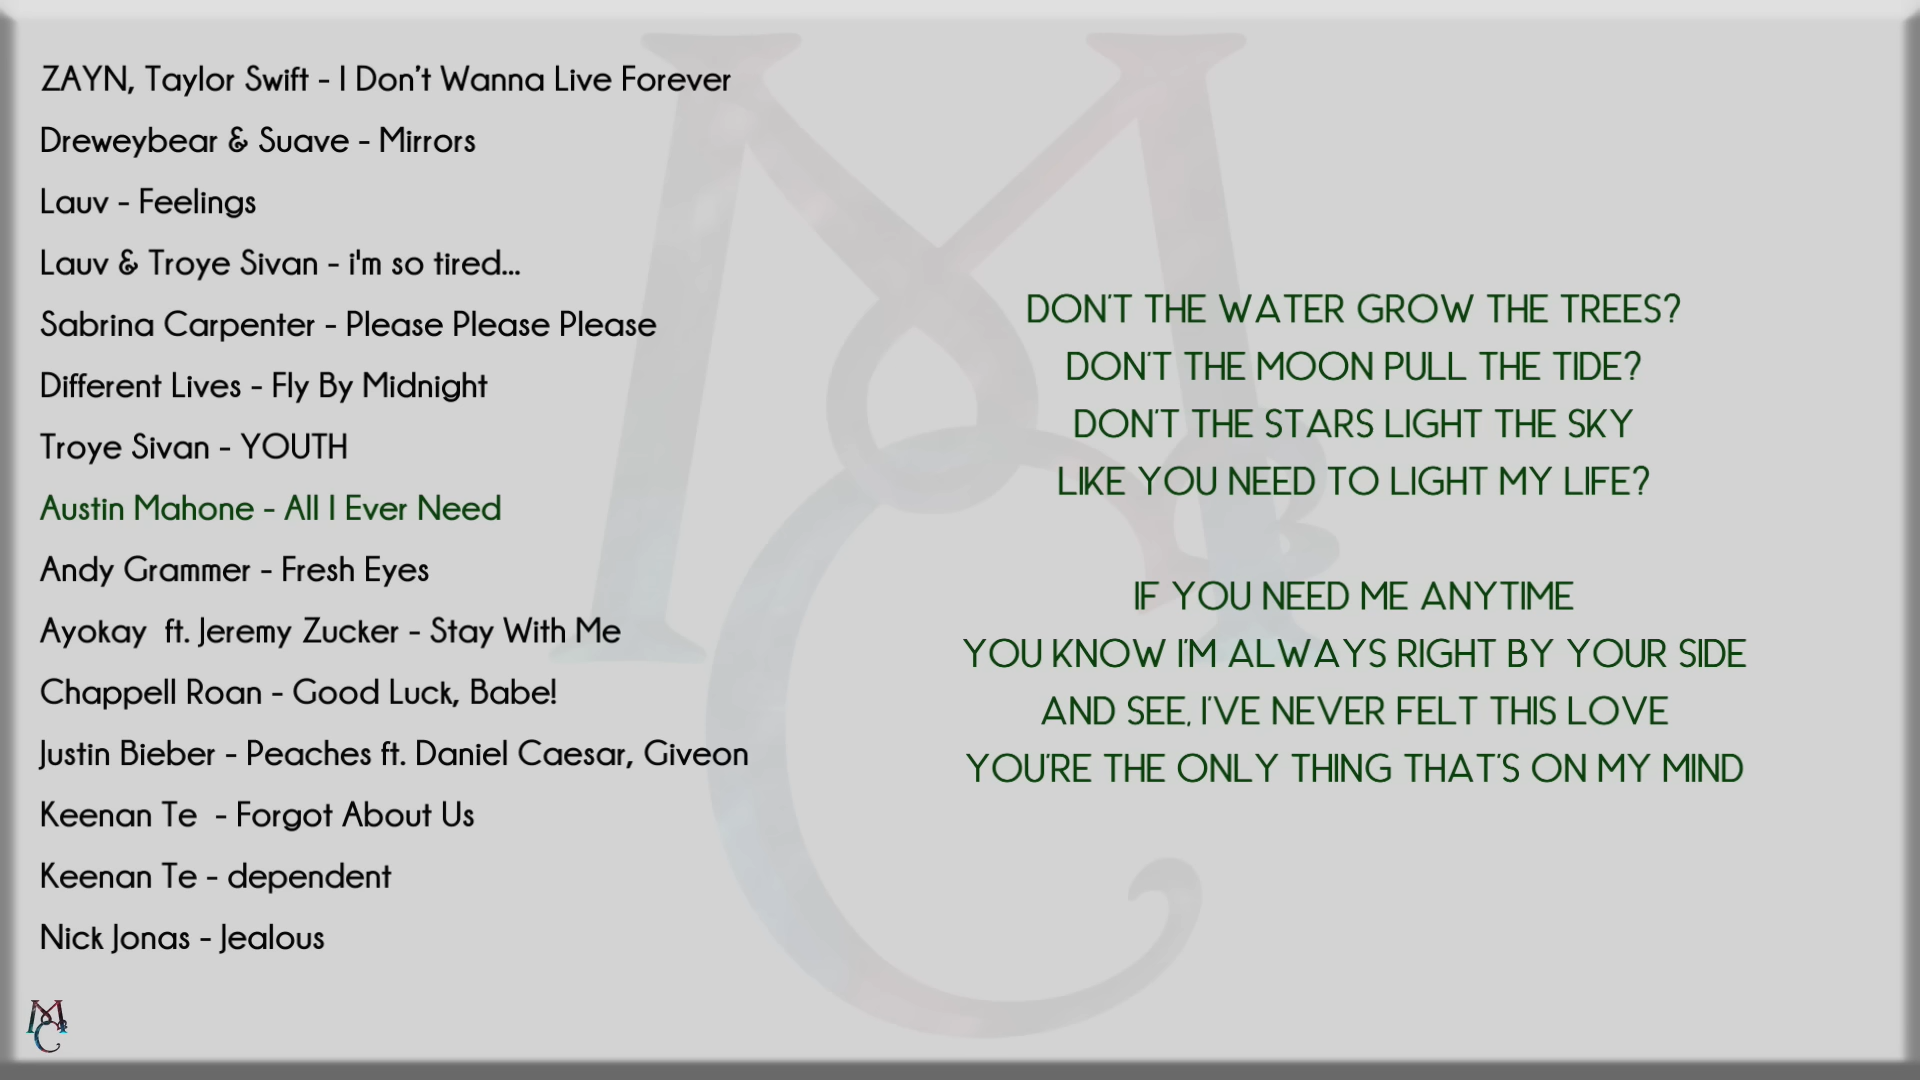 ZAYN, Taylor Swift - I Don't Wanna Live Forever
Dreweybear & Suave - Mirrors
Lauv - Feelings
Lauv & Troye Sivan - i'm so tired...
Sabrina Carpenter - Please Please Please
Different Lives - Fly By Midnight
Troye Sivan - YOUTH
Austin Mahone - All I Ever Need
Andy Grammer - Fresh Eyes
Ayokay  ft. Jeremy Zucker - Stay With Me
Chappell Roan - Good Luck, Babe!
Justin Bieber - Peaches ft. Daniel Caesar, Giveon
Keenan Te  - Forgot About Us
Keenan Te - dependent
Nick Jonas - Jealous
DON'T THE WATER GROW THE TREES?
DON'T THE MOON PULL THE TIDE?
DON'T THE STARS LIGHT THE SKY
LIKE YOU NEED TO LIGHT MY LIFE?
IF YOU NEED ME ANYTIME
YOU KNOW I'M ALWAYS RIGHT BY YOUR SIDE
AND SEE, I'VE NEVER FELT THIS LOVE
YOU'RE THE ONLY THING THAT'S ON MY MIND